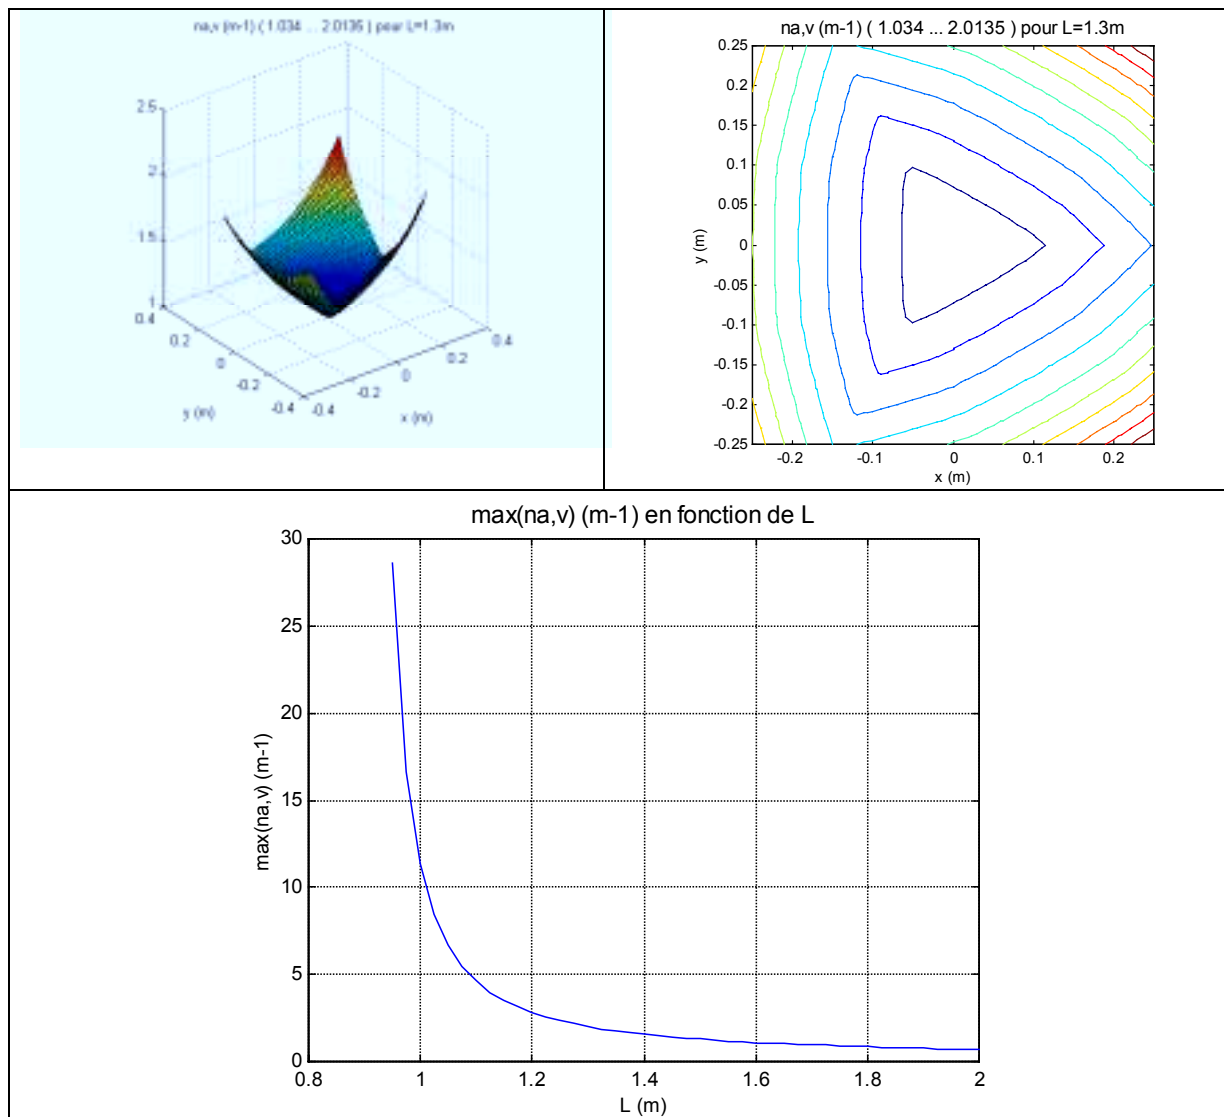 na,v (m-1) ( 1.034 ... 2.0135 ) pour L=1.3m
2.5
2
1.5
1
0.4
0.2
0
-0.2
-0.4
y (m)
-0.4
-0.2
0
0.2
0.4
x (m)
na,v (m-1) ( 1.034 ... 2.0135 ) pour L=1.3m
0.25
0.2
0.15
0.1
0.05
0
-0.05
-0.1
-0.15
-0.2
-0.25
y (m)
-0.2 -0.1 0 0.1 0.2
x (m)
max(na,v) (m-1) en fonction de L
30
25
20
15
10
5
0
max(na,v) (m-1)
0.8 1 1.2 1.4 1.6 1.8 2
L (m)